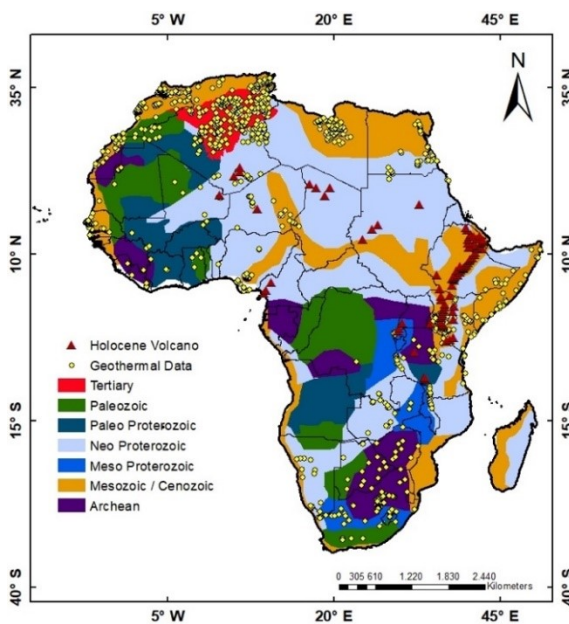 5° W 20° E 45° E
35° N 35° N
N
10° N 10° N
Holocene Volcano
Geothermal Data
Tertiary
Paleozoic
Paleo Proterozoic
15° S 15° S
Neo Proterozoic
Meso Proterozoic
Mesozoic / Cenozoic
Archean
0 305 610 1.220 1.830 2.440
Kilometers
40° S 40° S
5° W 20° E 45° E